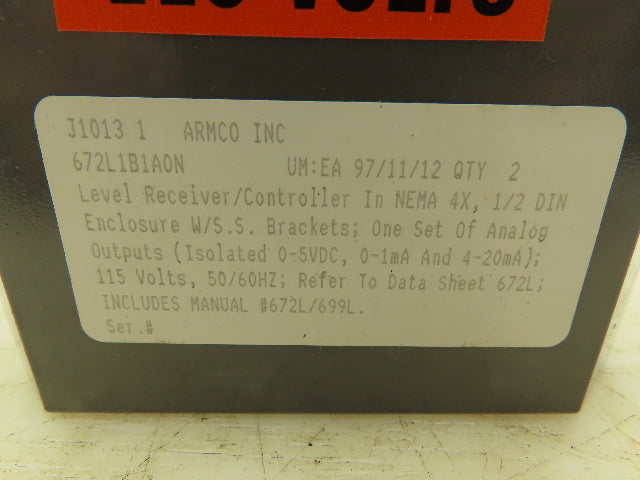 115 VOLTS
J1013 1 ARMCO INC
672L1B1A0N UM:EA 97/11/12 QTY 2
Level Receiver/Controller In NEMA 4X, 1/2 DIN
Enclosure W/S.S. Brackets; One Set Of Analog
Outputs (Isolated 0-5VDC, 0-1mA And 4-20mA);
115 Volts, 50/60HZ; Refer To Data Sheet 672L;
INCLUDES MANUAL #672L/699L.
Ser.#